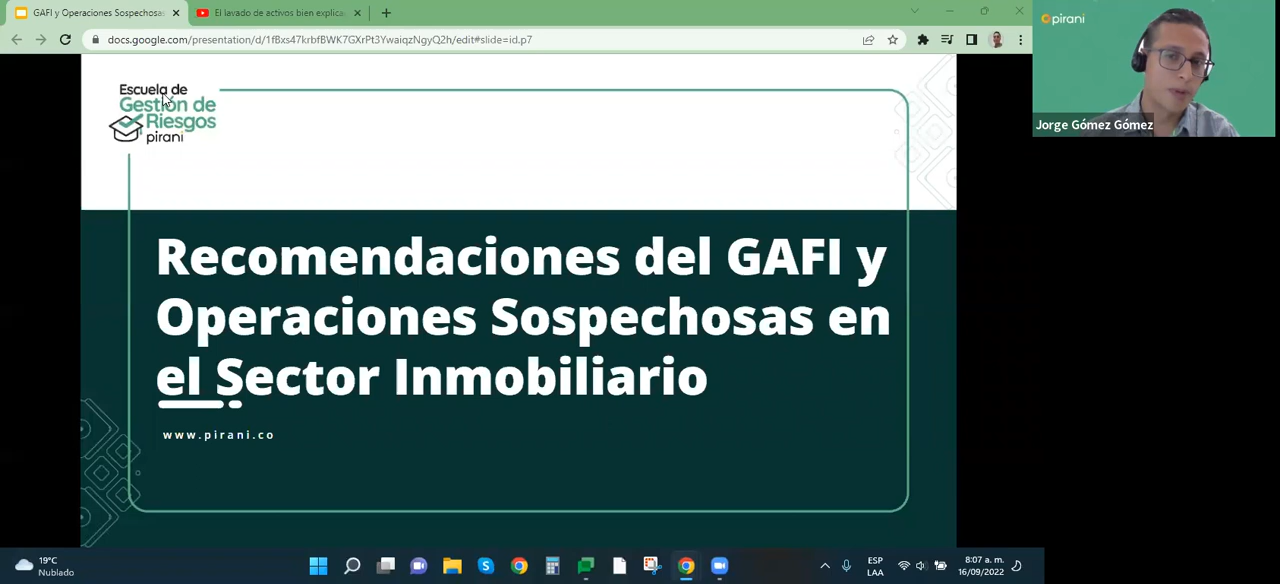 GAFI y Operaciones Sospechosas
El lavado de activos bien explica
docs.google.com/presentation/d/1fBxs47krbfBWK7GXrPt3YwaiqzNgyQ2h/edit#slide=id.p7
pirani
Jorge Gómez Gómez
Escuela de
Gestión de
Riesgos
pirani
Recomendaciones del GAFI y
Operaciones Sospechosas en
el Sector Inmobiliario
www.pirani.co
19°C
Nublado
ESP
LAA
8:07 a. m.
16/09/2022